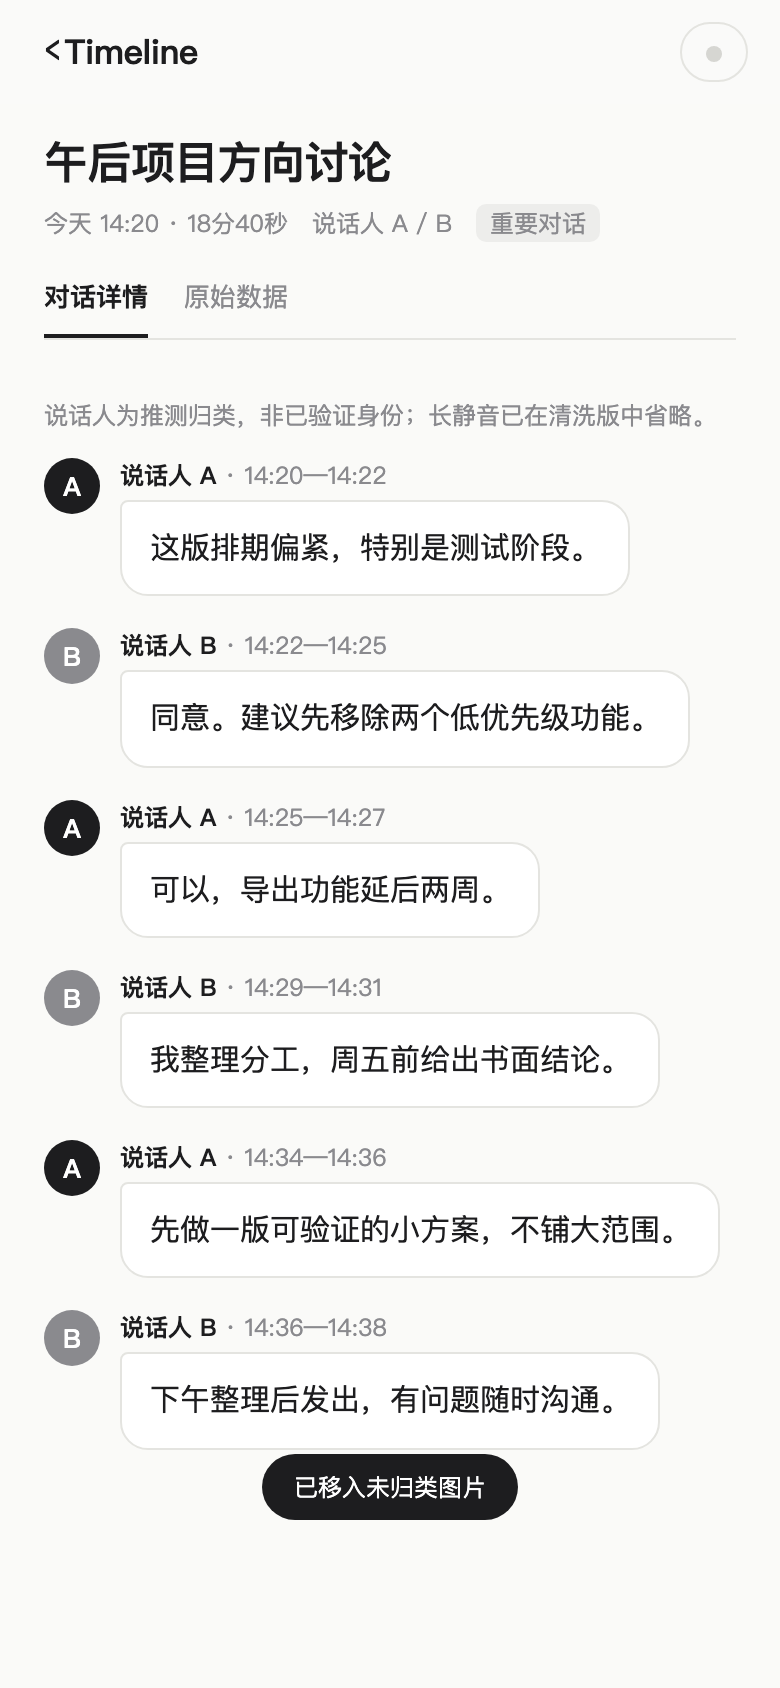 <Timeline
午后项目方向讨论
今天 14:20 · 18分40秒 说话人 A / B 重要对话
对话详情 原始数据
说话人为推测归类，非已验证身份；长静音已在清洗版中省略。
A 说话人 A · 14:20—14:22
这版排期偏紧，特别是测试阶段。
B 说话人 B · 14:22—14:25
同意。建议先移除两个低优先级功能。
A 说话人 A · 14:25—14:27
可以，导出功能延后两周。
B 说话人 B · 14:29—14:31
我整理分工，周五前给出书面结论。
A 说话人 A · 14:34—14:36
先做一版可验证的小方案，不铺大范围。
B 说话人 B · 14:36—14:38
下午整理后发出，有问题随时沟通。
已移入未归类图片